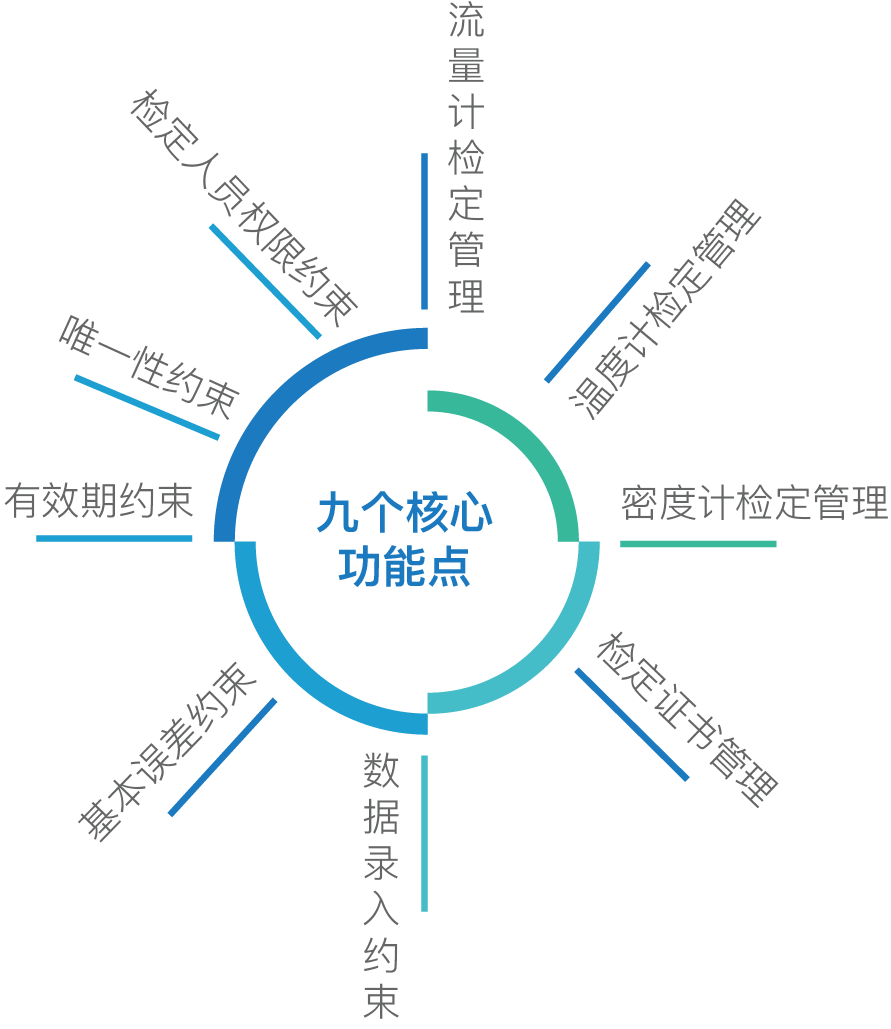 九个核心
功能点
流量计检定管理
温度计检定管理
密度计检定管理
检定证书管理
数据录入约束
基本误差约束
有效期约束
唯一性约束
检定人员权限约束